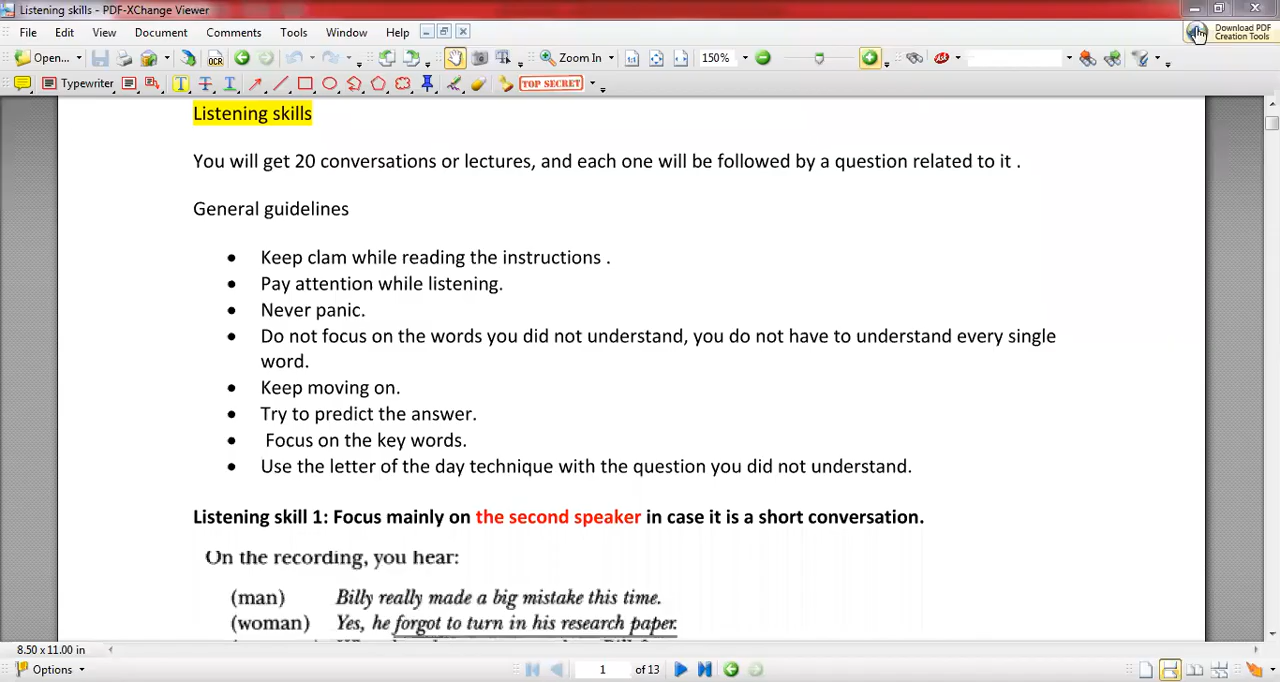 Listening skills - PDF-XChange Viewer
File Edit View Document Comments Tools Window Help
Download PDF
Creation Tools
Open... OCR Zoom In 150%
Typewriter T T T TOP SECRET
Listening skills
You will get 20 conversations or lectures, and each one will be followed by a question related to it .
General guidelines
• Keep clam while reading the instructions .
• Pay attention while listening.
• Never panic.
• Do not focus on the words you did not understand, you do not have to understand every single
word.
• Keep moving on.
• Try to predict the answer.
• Focus on the key words.
• Use the letter of the day technique with the question you did not understand.
Listening skill 1: Focus mainly on the second speaker in case it is a short conversation.
On the recording, you hear:
(man) Billy really made a big mistake this time.
(woman) Yes, he forgot to turn in his research paper.
8.50 x 11.00 in
Options 1 of 13